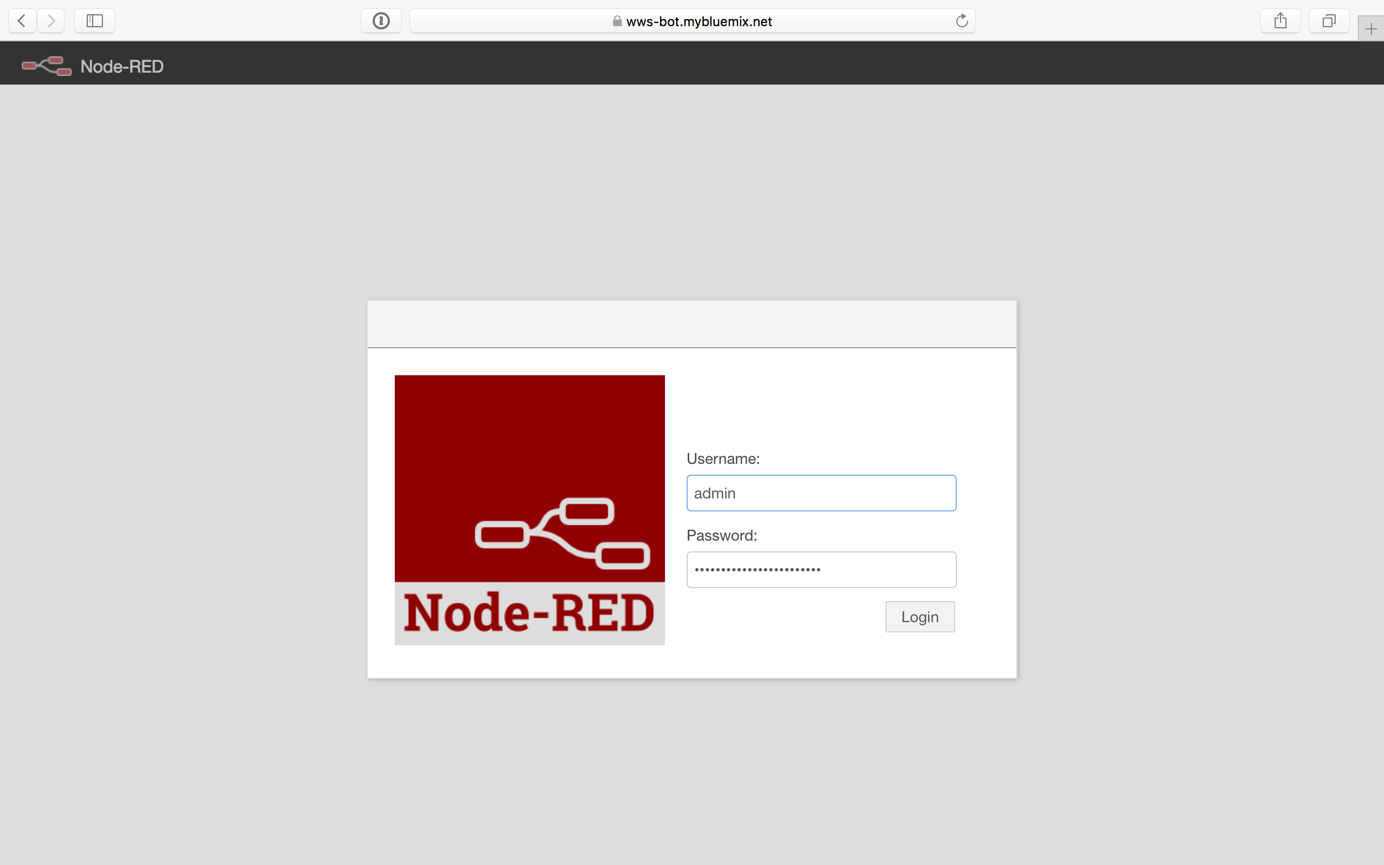 wws-bot.mybluemix.net
Node-RED
Username:
admin
Password:
••••••••••••••••••••••••
Login
Node-RED